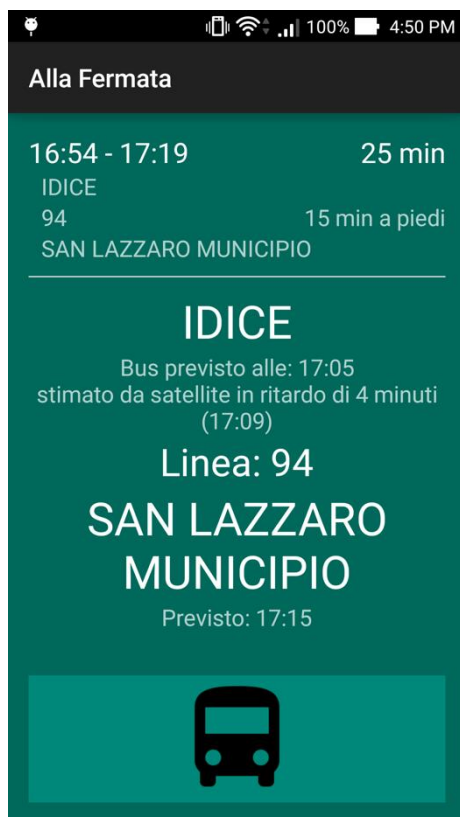 100% 4:50 PM
Alla Fermata
16:54 - 17:19 25 min
IDICE
94 15 min a piedi
SAN LAZZARO MUNICIPIO
IDICE
Bus previsto alle: 17:05
stimato da satellite in ritardo di 4 minuti
(17:09)
Linea: 94
SAN LAZZARO
MUNICIPIO
Previsto: 17:15